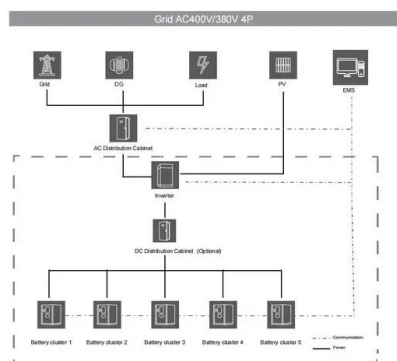 Grid AC400V/380V 4P
Grid
DG
Load
PV
EMS
AC Distribution Cabinet
Inverter
DC Distribution Cabinet (Optional)
Battery cluster 1
Battery cluster 2
Battery cluster 3
Battery cluster 4
Battery cluster 5
Communication
Power